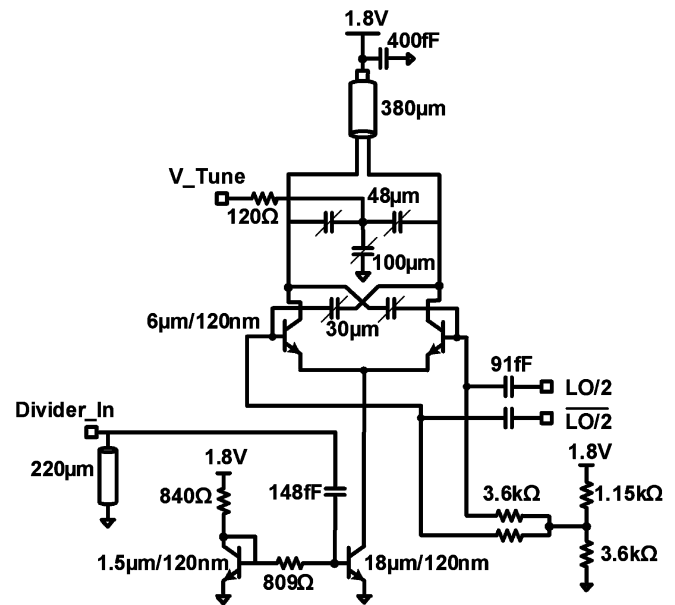 1.8V
400fF
380µm
V_Tune
48µm
120Ω
100µm
6µm/120nm
30µm
91fF
LO/2
Divider_In
L̅O̅/̅2̅
220µm
1.8V
1.8V
840Ω
148fF
3.6kΩ
1.15kΩ
1.5µm/120nm
18µm/120nm
3.6kΩ
809Ω